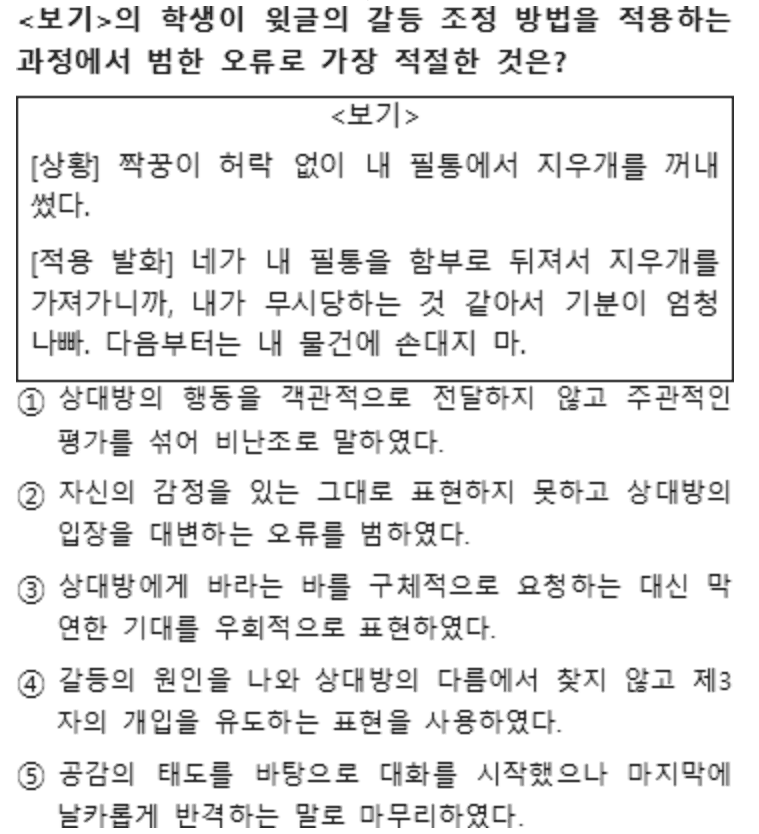 <보기>의 학생이 윗글의 갈등 조정 방법을 적용하는
과정에서 범한 오류로 가장 적절한 것은?
<보기>
[상황] 짝꿍이 허락 없이 내 필통에서 지우개를 꺼내
썼다.
[적용 발화] 네가 내 필통을 함부로 뒤져서 지우개를
가져가니까, 내가 무시당하는 것 같아서 기분이 엄청
나빠. 다음부터는 내 물건에 손대지 마.
① 상대방의 행동을 객관적으로 전달하지 않고 주관적인
평가를 섞어 비난조로 말하였다.
② 자신의 감정을 있는 그대로 표현하지 못하고 상대방의
입장을 대변하는 오류를 범하였다.
③ 상대방에게 바라는 바를 구체적으로 요청하는 대신 막
연한 기대를 우회적으로 표현하였다.
④ 갈등의 원인을 나와 상대방의 다름에서 찾지 않고 제3
자의 개입을 유도하는 표현을 사용하였다.
⑤ 공감의 태도를 바탕으로 대화를 시작했으나 마지막에
날카롭게 반격하는 말로 마무리하였다.